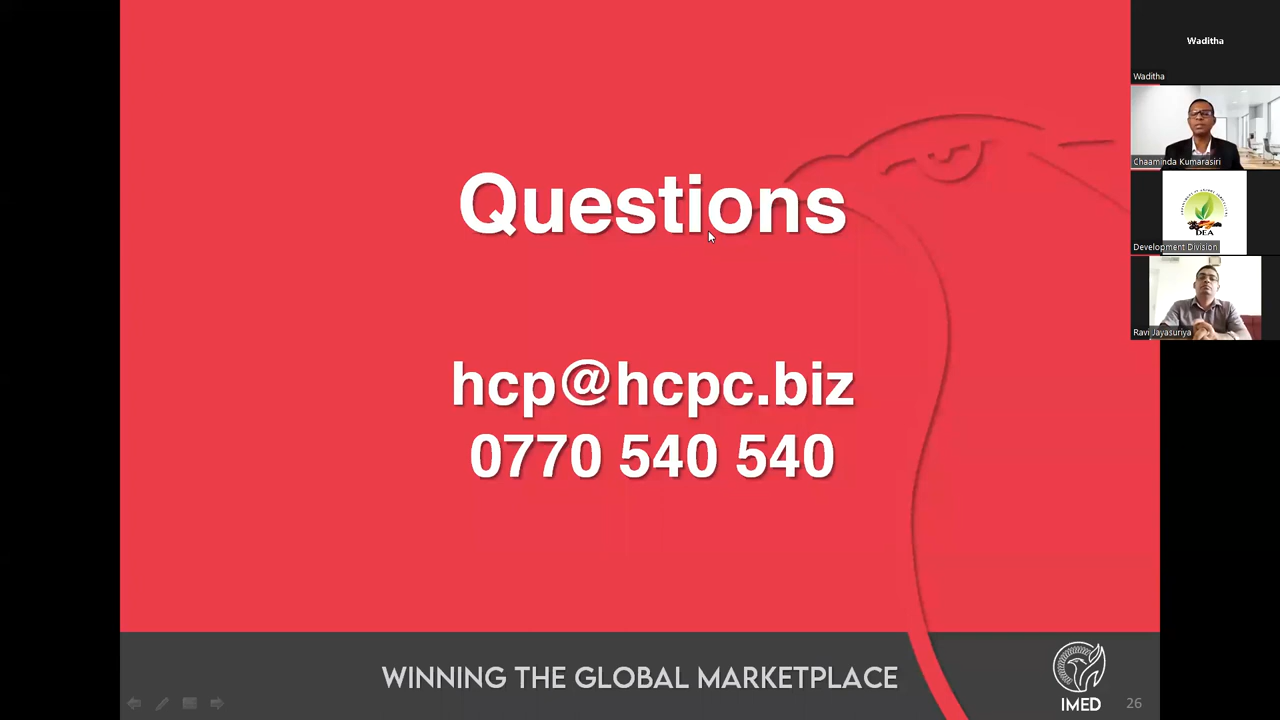 Questions
hcp@hcpc.biz
0770 540 540
WINNING THE GLOBAL MARKETPLACE
IMED
26
Waditha
Waditha
Chaaminda Kumarasiri
DEA
Development Division
Ravi Jayasuriya